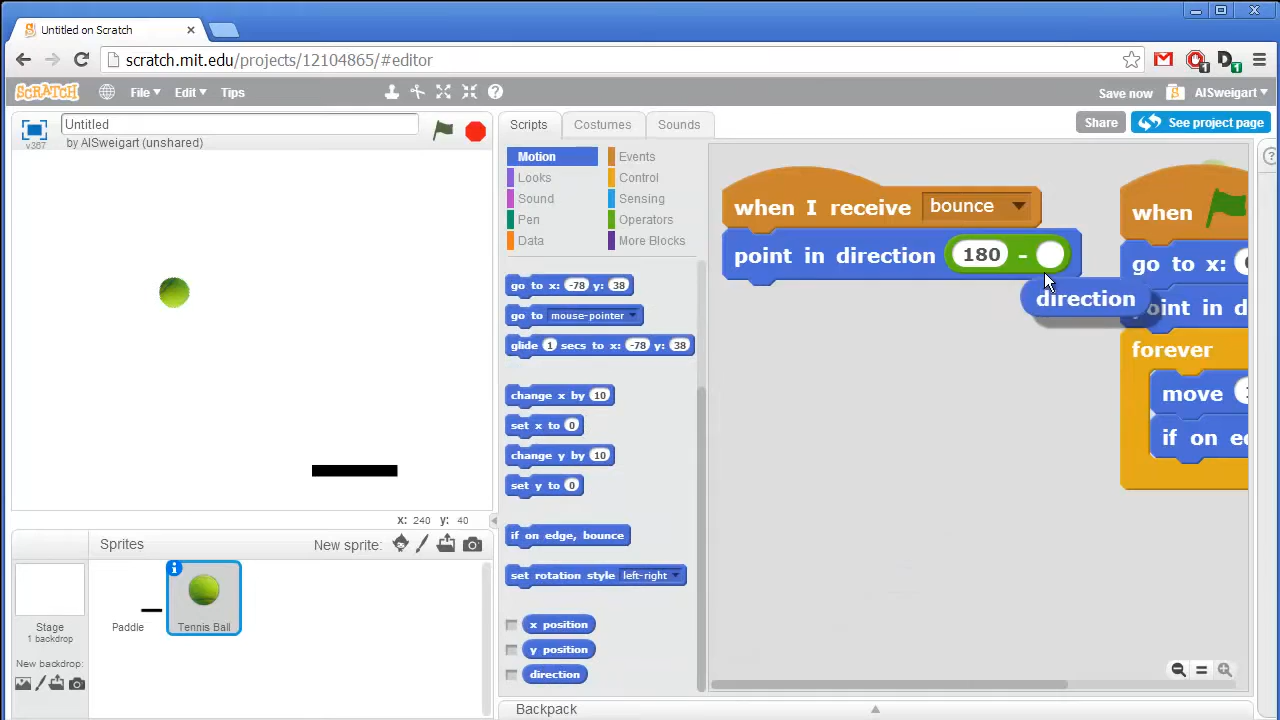 Untitled on Scratch
scratch.mit.edu/projects/12104865/#editor
1
1
SCRATCH
File
Edit
Tips
Save now
AlSweigart
v387
Untitled
by AlSweigart (unshared)
Scripts
Costumes
Sounds
Share
See project page
Motion
Events
Looks
Control
Sound
Sensing
Pen
Operators
Data
More Blocks
go to x: -78 y: 38
go to mouse-pointer
glide 1 secs to x: -78 y: 38
change x by 10
set x to 0
change y by 10
set y to 0
if on edge, bounce
set rotation style left-right
x position
y position
direction
when I receive bounce
point in direction 180 -
direction
when
go to x:
point in d
forever
move
if on e
x: 240 y: 40
Sprites
New sprite:
Stage
1 backdrop
New backdrop:
Paddle
Tennis Ball
Backpack